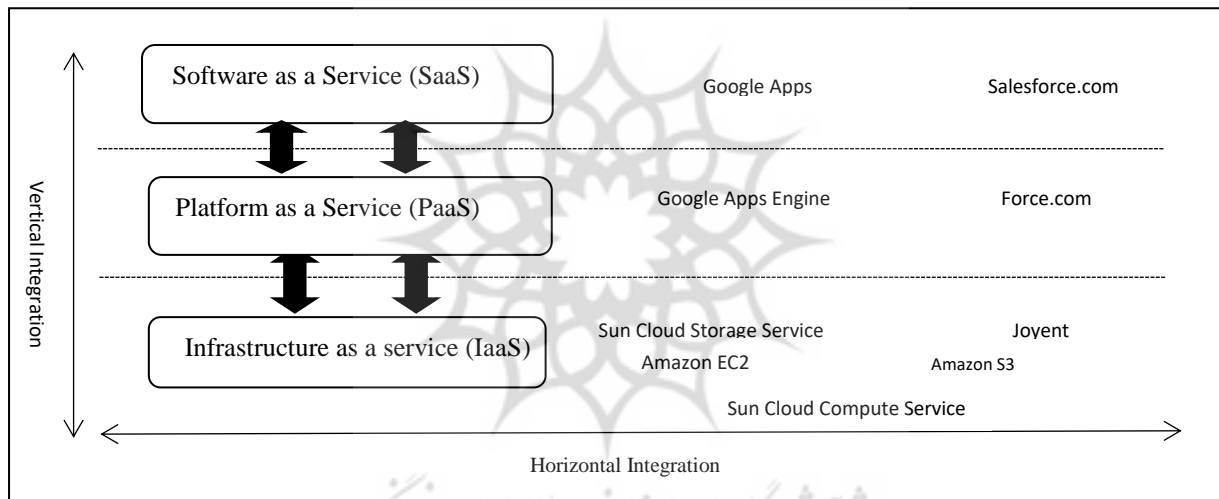 Software as a Service (SaaS)
Google Apps
Salesforce.com
Platform as a Service (PaaS)
Google Apps Engine
Force.com
Vertical Integration
Infrastructure as a service (IaaS)
Sun Cloud Storage Service
Joyent
Amazon EC2
Amazon S3
Sun Cloud Compute Service
Horizontal Integration